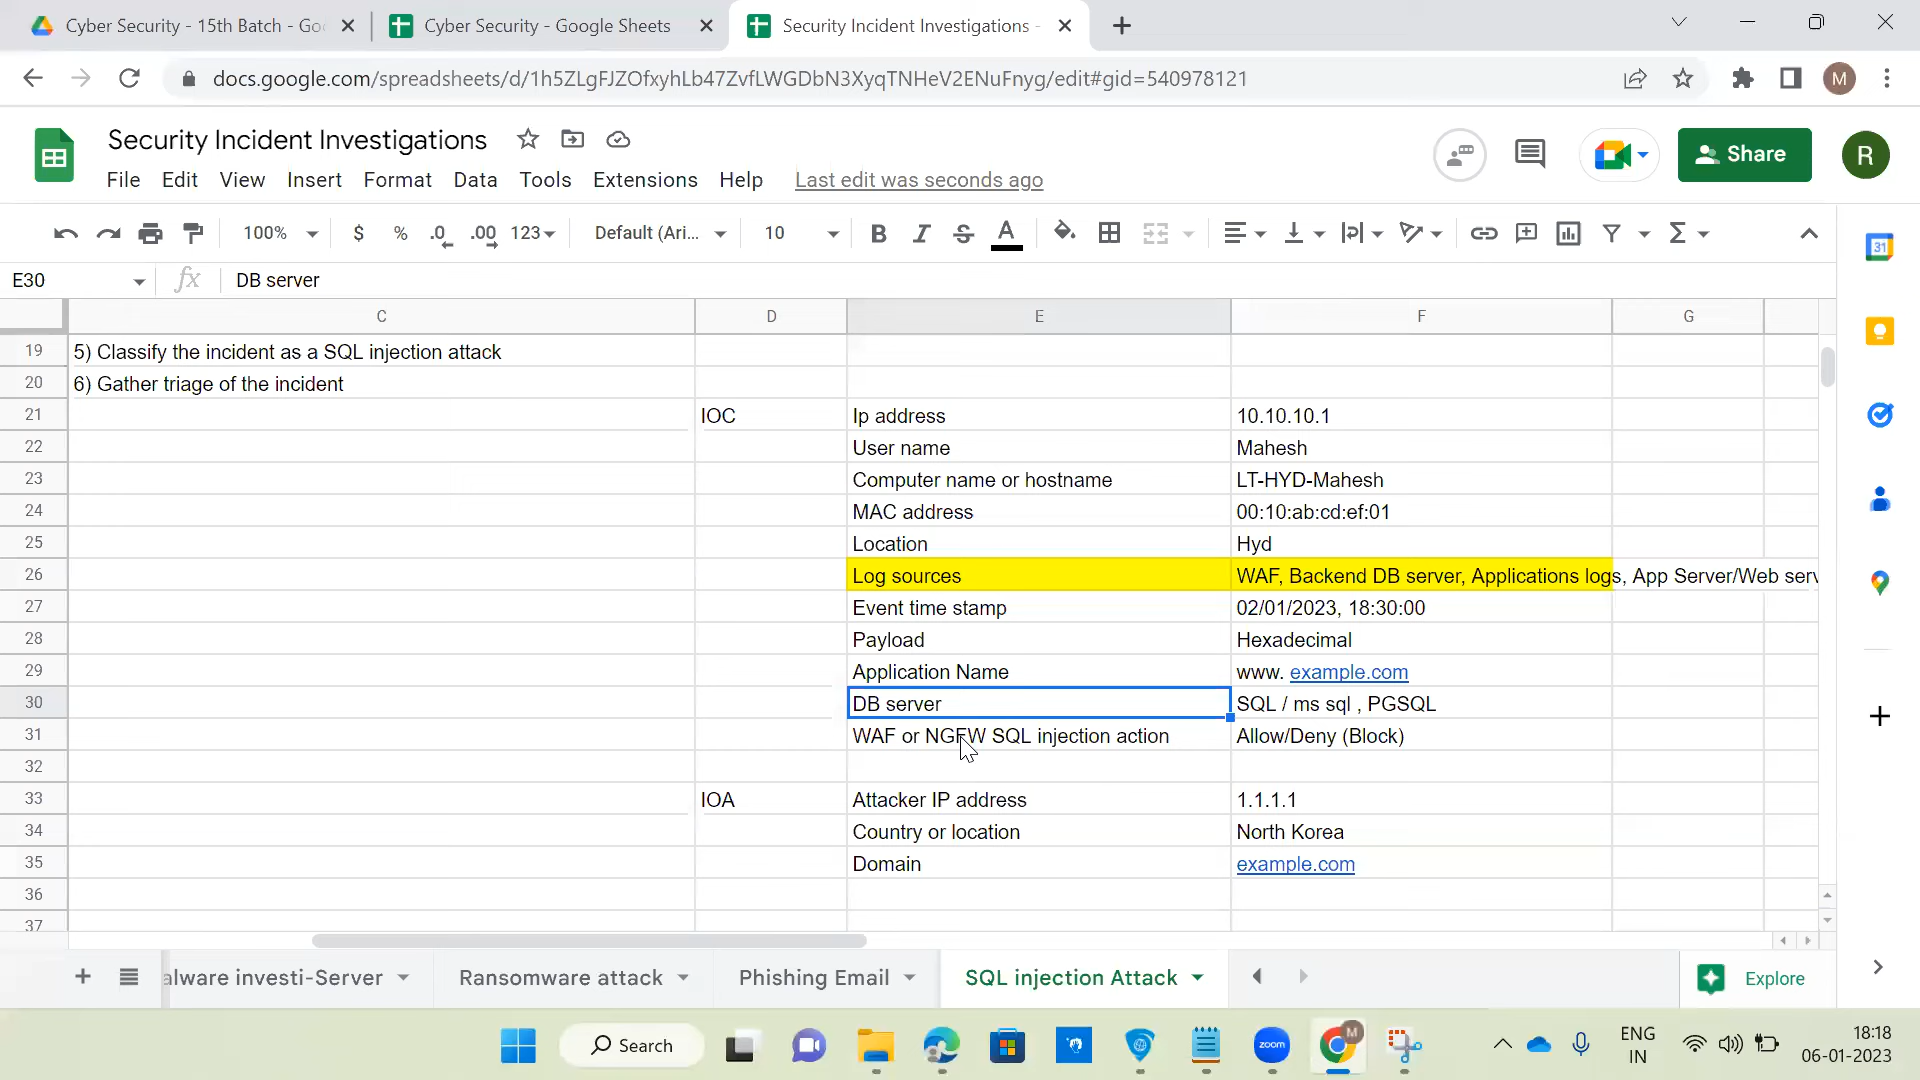 Cyber Security - 15th Batch - Go
Cyber Security - Google Sheets
Security Incident Investigations -
docs.google.com/spreadsheets/d/1h5ZLgFJZOfxyhLb47ZvfLWGDbN3XyqTNHeV2ENuFnyg/edit#gid=540978121
M
Security Incident Investigations
Share
R
File Edit View Insert Format Data Tools Extensions Help Last edit was seconds ago
100% $ % .0 .00 123 Default (Ari... 10 B I S A
31
E30 fx DB server
C D E F G
19 5) Classify the incident as a SQL injection attack
20 6) Gather triage of the incident
21 IOC Ip address 10.10.10.1
22 User name Mahesh
23 Computer name or hostname LT-HYD-Mahesh
24 MAC address 00:10:ab:cd:ef:01
25 Location Hyd
26 Log sources WAF, Backend DB server, Applications logs, App Server/Web serv
27 Event time stamp 02/01/2023, 18:30:00
28 Payload Hexadecimal
29 Application Name www. example.com
30 DB server SQL / ms sql , PGSQL
31 WAF or NGFW SQL injection action Allow/Deny (Block)
32
33 IOA Attacker IP address 1.1.1.1
34 Country or location North Korea
35 Domain example.com
36
37
alware investi-Server Ransomware attack Phishing Email SQL injection Attack Explore
Search
zoom
M
ENG
IN
18:18
06-01-2023